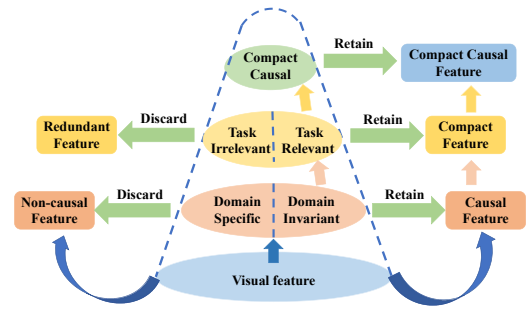 Compact
Causal
Retain
Compact Causal
Feature
Redundant
Feature
Discard
Task
Irrelevant
Task
Relevant
Retain
Compact
Feature
Non-causal
Feature
Discard
Domain
Specific
Domain
Invariant
Retain
Causal
Feature
Visual feature